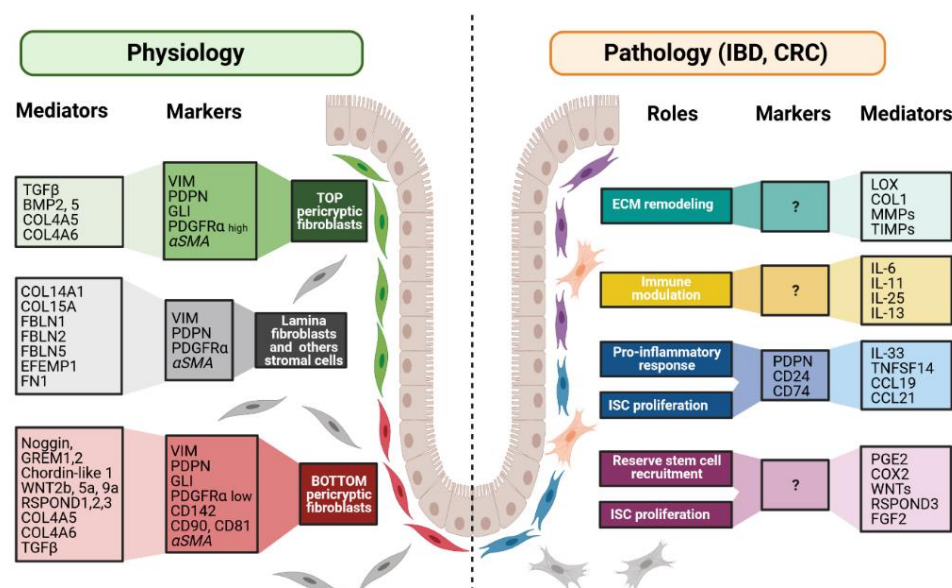 Physiology
Mediators
Markers
TGFβ
BMP2, 5
COL4A5
COL4A6
VIM
PDPN
GLI
PDGFRα high
αSMA
TOP
pericryptic
fibroblasts
COL14A1
COL15A
FBLN1
FBLN2
FBLN5
EFEMP1
FN1
VIM
PDPN
PDGFRα
αSMA
Lamina
fibroblasts
and others
stromal cells
Noggin,
GREM1,2
Chordin-like 1
WNT2b, 5a, 9a
RSPOND1,2,3
COL4A5
COL4A6
TGFβ
VIM
PDPN
GLI
PDGFRα low
CD142
CD90, CD81
αSMA
BOTTOM
pericryptic
fibroblasts
Pathology (IBD, CRC)
Roles
Markers
Mediators
ECM remodeling
?
LOX
COL1
MMPs
TIMPs
Immune
modulation
?
IL-6
IL-11
IL-25
IL-13
Pro-inflammatory
response
ISC proliferation
PDPN
CD24
CD74
IL-33
TNFSF14
CCL19
CCL21
Reserve stem cell
recruitment
ISC proliferation
?
PGE2
COX2
WNTs
RSPOND3
FGF2